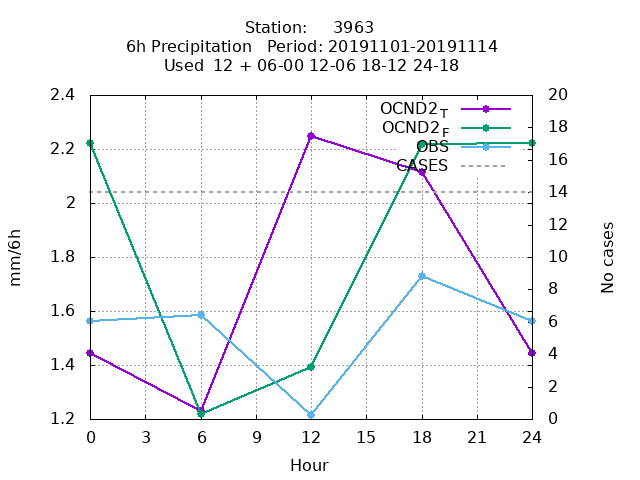 Station: 3963
6h Precipitation Period: 20191101-20191114
Used 12 + 06-00 12-06 18-12 24-18
2.4
2.2
2
1.8
1.6
1.4
1.2
mm/6h
OCND2T
OCND2F
OBS
CASES
20
18
16
14
12
10
8
6
4
2
0
No cases
0 3 6 9 12 15 18 21 24
Hour